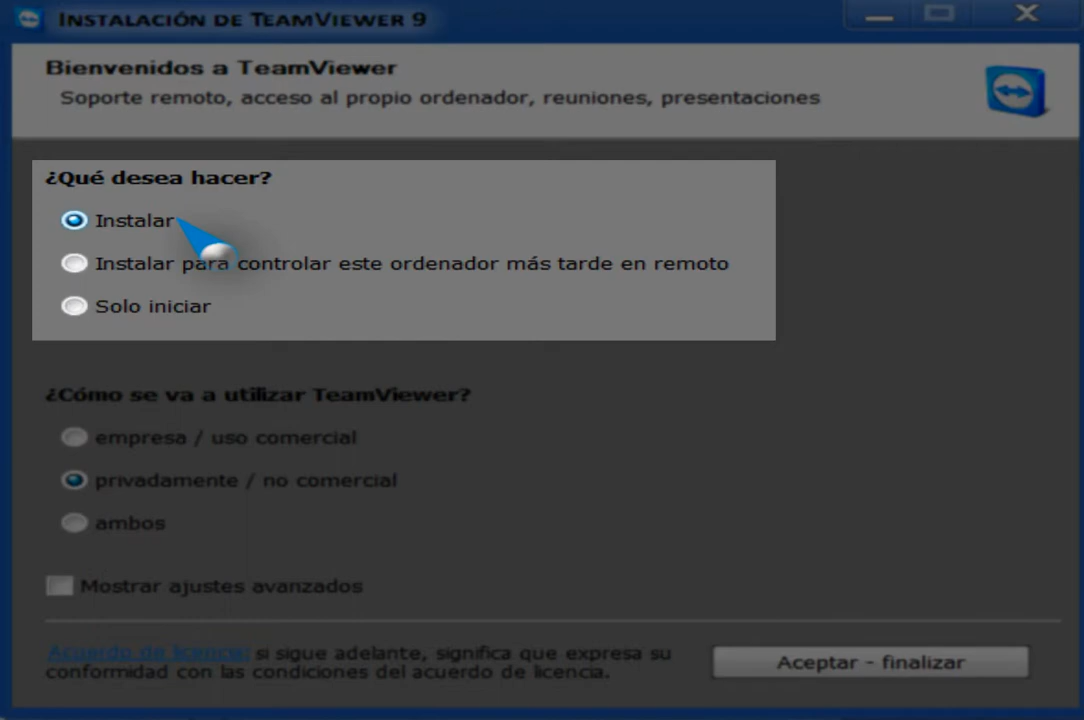 Instalación de TeamViewer 9
Bienvenidos a TeamViewer
Soporte remoto, acceso al propio ordenador, reuniones, presentaciones
¿Qué desea hacer?
Instalar
Instalar para controlar este ordenador más tarde en remoto
Solo iniciar
¿Cómo se va a utilizar TeamViewer?
empresa / uso comercial
privadamente / no comercial
ambos
Mostrar ajustes avanzados
Acuerdo de licencia: si sigue adelante, significa que expresa su
conformidad con las condiciones del acuerdo de licencia.
Aceptar - finalizar